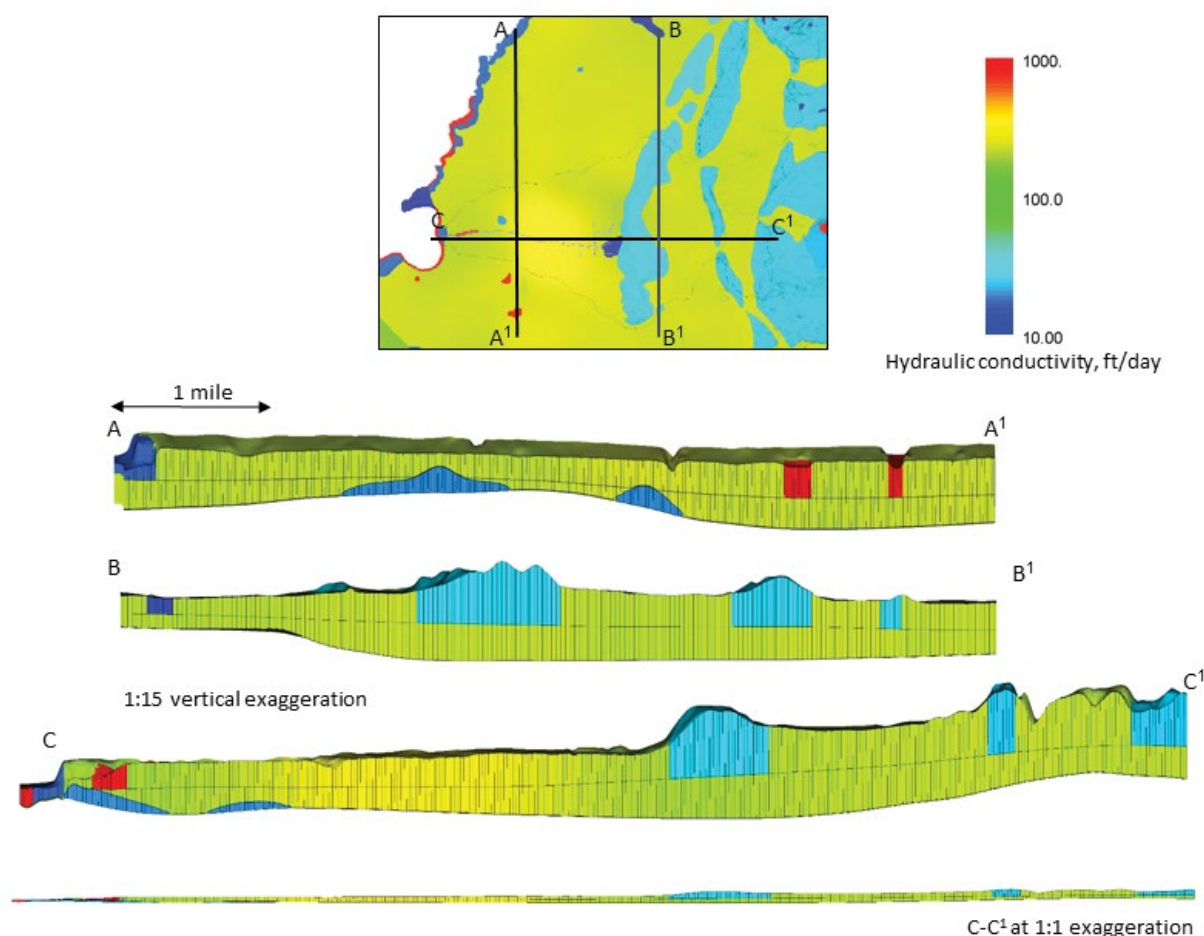 A
B
C
C¹
A¹
B¹
1000.
100.0
10.00
Hydraulic conductivity, ft/day
1 mile
A
A¹
B
B¹
1:15 vertical exaggeration
C
C¹
C-C¹ at 1:1 exaggeration